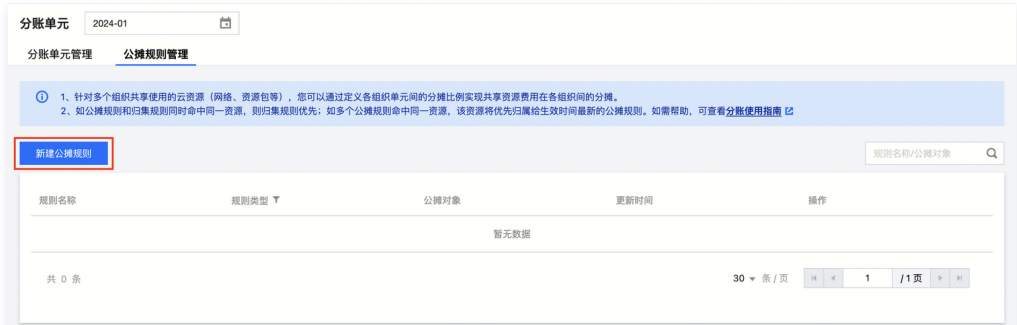 分账单元 2024-01
分账单元管理 公摊规则管理
1、针对多个组织共享使用的云资源（网络、资源包等），您可以通过定义各组织单元间的分摊比例实现共享资源费用在各组织间的分摊。
2、如公摊规则和归集规则同时命中同一资源，则归集规则优先；如多个公摊规则命中同一资源，该资源将优先归属给生效时间最新的公摊规则。如需帮助，可查看分账使用指南
新建公摊规则 规则名称/公摊对象
规则名称 规则类型 公摊对象 更新时间 操作
暂无数据
共 0 条 30 条 / 页 1 / 1 页